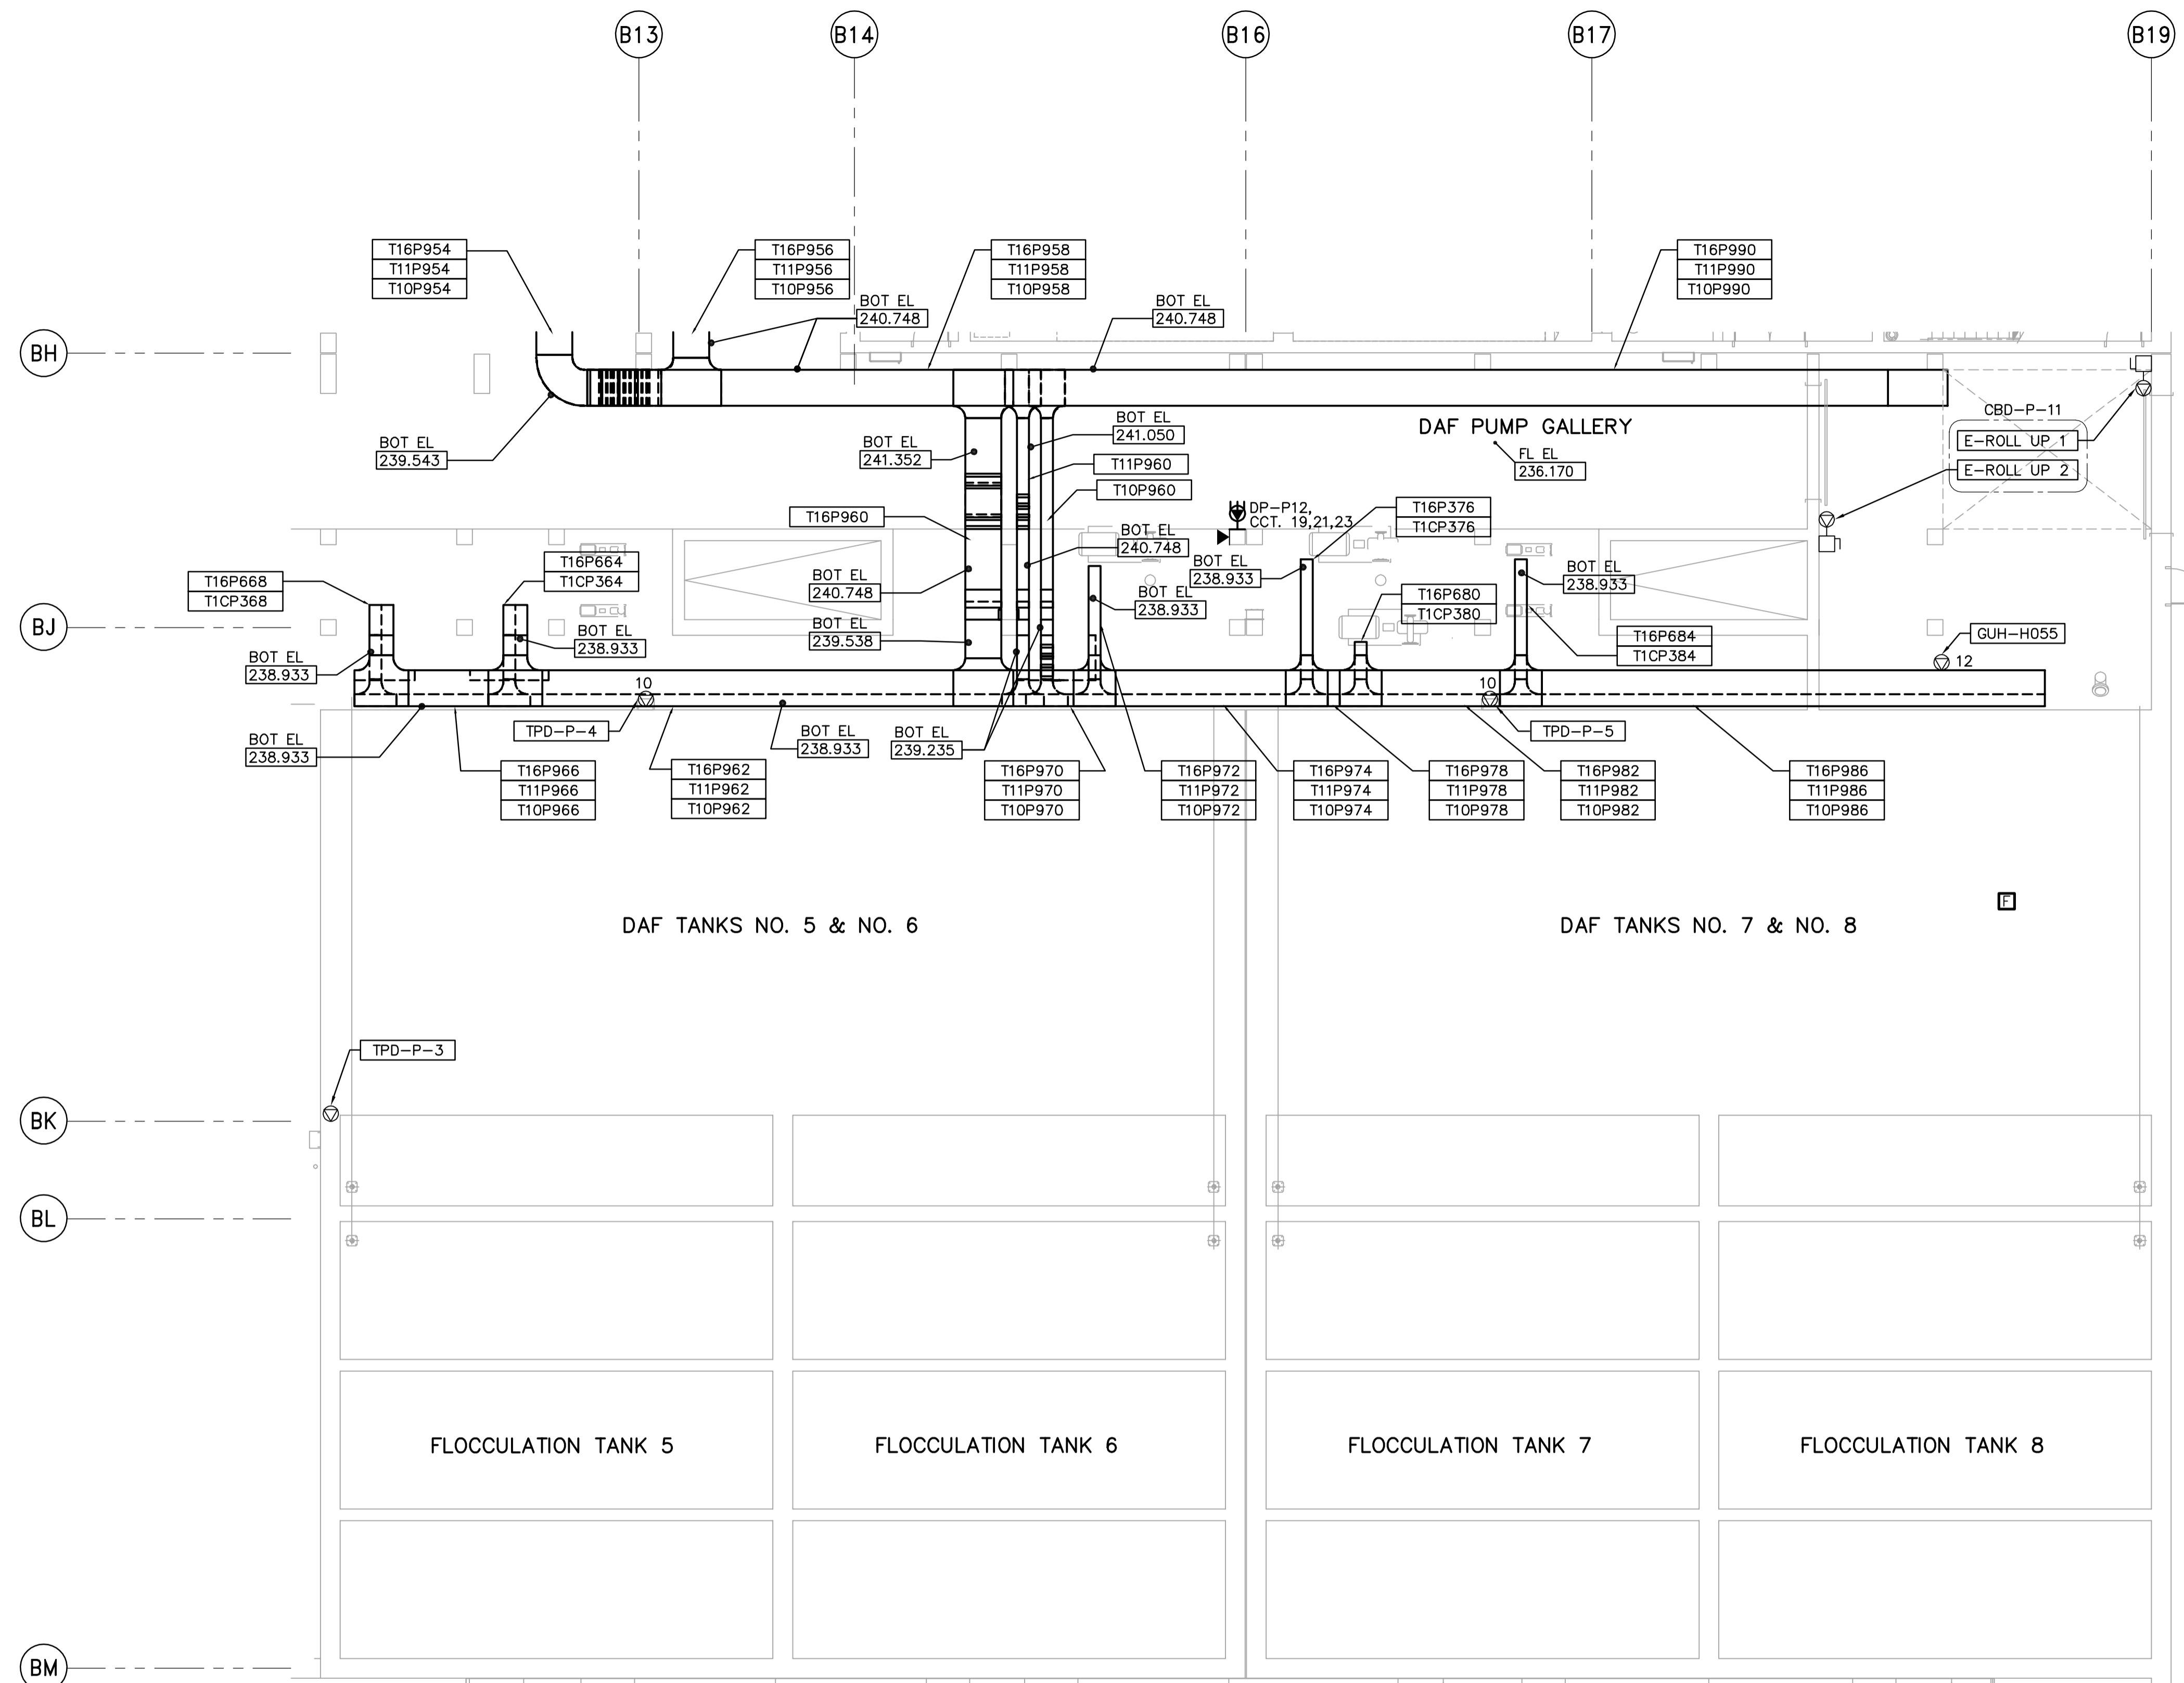 B13
B14
B16
B17
B19
T16P954
T11P954
T10P954
T16P956
T11P956
T10P956
T16P958
T11P958
T10P958
T16P990
T11P990
T10P990
BOT EL
240.748
BOT EL
240.748
BH
BOT EL
239.543
BOT EL
241.352
BOT EL
241.050
T11P960
T10P960
DAF PUMP GALLERY
FL EL
236.170
CBD-P-11
E-ROLL UP 1
E-ROLL UP 2
T16P960
DP-P12,
CCT. 19,21,23
T16P376
T1CP376
BOT EL
240.748
T16P664
T1CP364
T16P668
T1CP368
BOT EL
240.748
BOT EL
238.933
BOT EL
238.933
BOT EL
238.933
T16P680
T1CP380
BJ
BOT EL
238.933
BOT EL
239.538
T16P684
T1CP384
GUH-H055
12
BOT EL
238.933
10
10
TPD-P-4
TPD-P-5
BOT EL
238.933
BOT EL
238.933
BOT EL
239.235
T16P966
T11P966
T10P966
T16P962
T11P962
T10P962
T16P970
T11P970
T10P970
T16P972
T11P972
T10P972
T16P974
T11P974
T10P974
T16P978
T11P978
T10P978
T16P982
T11P982
T10P982
T16P986
T11P986
T10P986
F
DAF TANKS NO. 5 & NO. 6
DAF TANKS NO. 7 & NO. 8
TPD-P-3
BK
BL
FLOCCULATION TANK 5
FLOCCULATION TANK 6
FLOCCULATION TANK 7
FLOCCULATION TANK 8
BM